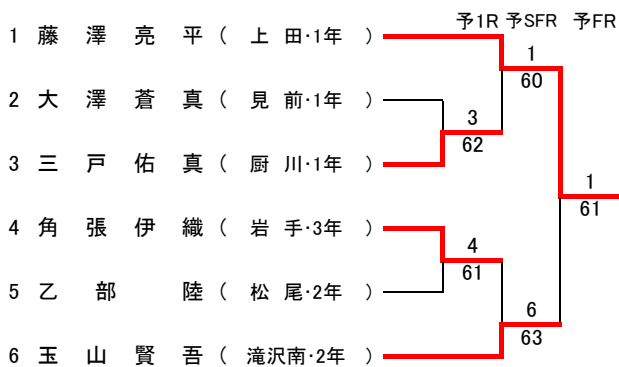 予1R 予SFR 予FR
1 藤澤亮平 ( 上田･1年 )
1
60
2 大澤蒼真 ( 見前･1年 )
3
62
3 三戸佑真 ( 厨川･1年 )
1
61
4 角張伊織 ( 岩手･3年 )
4
61
5 乙部陸 ( 松尾･2年 )
6
63
6 玉山賢吾 ( 滝沢南･2年 )